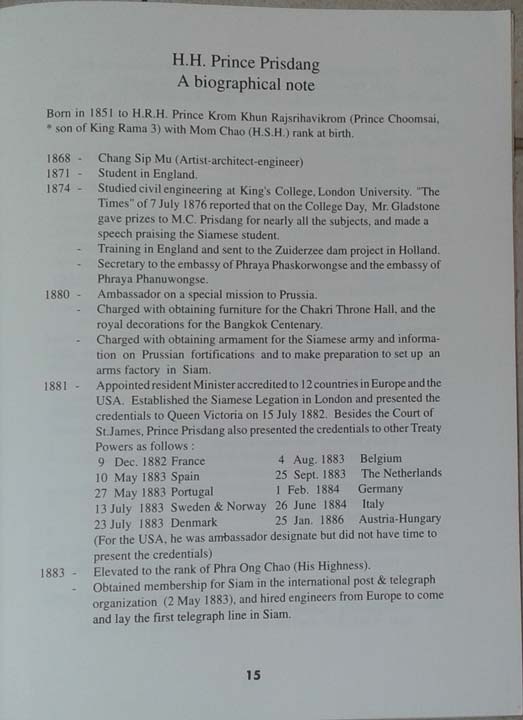 H.H. Prince Prisdang
A biographical note
Born in 1851 to H.R.H. Prince Krom Khun Rajsrihavikrom (Prince Choomsai,
* son of King Rama 3) with Mom Chao (H.S.H.) rank at birth.
1868 - Chang Sip Mu (Artist-architect-engineer)
1871 - Student in England.
1874 - Studied civil engineering at King's College, London University. "The
Times" of 7 July 1876 reported that on the College Day, Mr. Gladstone
gave prizes to M.C. Prisdang for nearly all the subjects, and made a
speech praising the Siamese student.
- Training in England and sent to the Zuiderzee dam project in Holland.
- Secretary to the embassy of Phraya Phaskorwongse and the embassy of
Phraya Phanuwongse.
1880 - Ambassador on a special mission to Prussia.
- Charged with obtaining furniture for the Chakri Throne Hall, and the
royal decorations for the Bangkok Centenary.
- Charged with obtaining armament for the Siamese army and informa-
tion on Prussian fortifications and to make preparation to set up an
arms factory in Siam.
1881 - Appointed resident Minister accredited to 12 countries in Europe and the
USA. Established the Siamese Legation in London and presented the
credentials to Queen Victoria on 15 July 1882. Besides the Court of
St.James, Prince Prisdang also presented the credentials to other Treaty
Powers as follows :
9 Dec. 1882 France 4 Aug. 1883 Belgium
10 May 1883 Spain 25 Sept. 1883 The Netherlands
27 May 1883 Portugal 1 Feb. 1884 Germany
13 July 1883 Sweden & Norway 26 June 1884 Italy
23 July 1883 Denmark 25 Jan. 1886 Austria-Hungary
(For the USA, he was ambassador designate but did not have time to
present the credentials)
1883 - Elevated to the rank of Phra Ong Chao (His Highness).
- Obtained membership for Siam in the international post & telegraph
organization (2 May 1883), and hired engineers from Europe to come
and lay the first telegraph line in Siam.
15